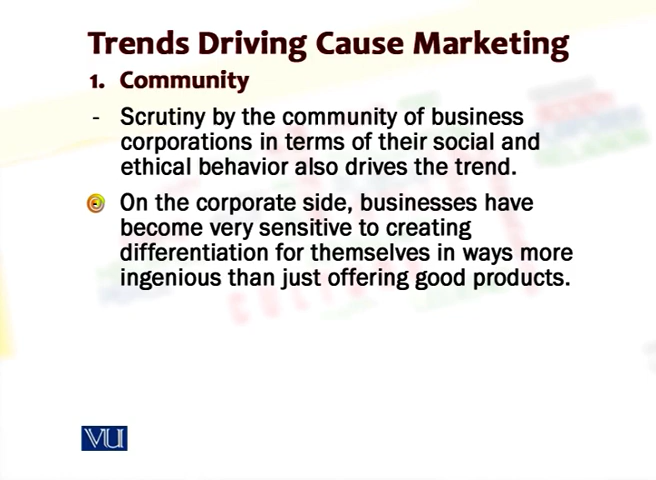 Trends Driving Cause Marketing
1. Community
- Scrutiny by the community of business
corporations in terms of their social and
ethical behavior also drives the trend.
On the corporate side, businesses have
become very sensitive to creating
differentiation for themselves in ways more
ingenious than just offering good products.
VU